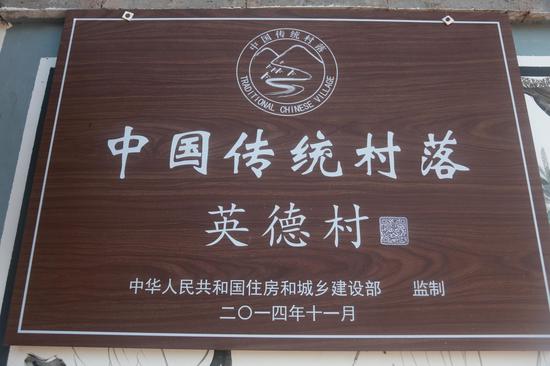 中国传统村落
TRADITIONAL CHINESE VILLAGE
中国传统村落
英德村
中华人民共和国住房和城乡建设部 监制
二〇一四年十一月